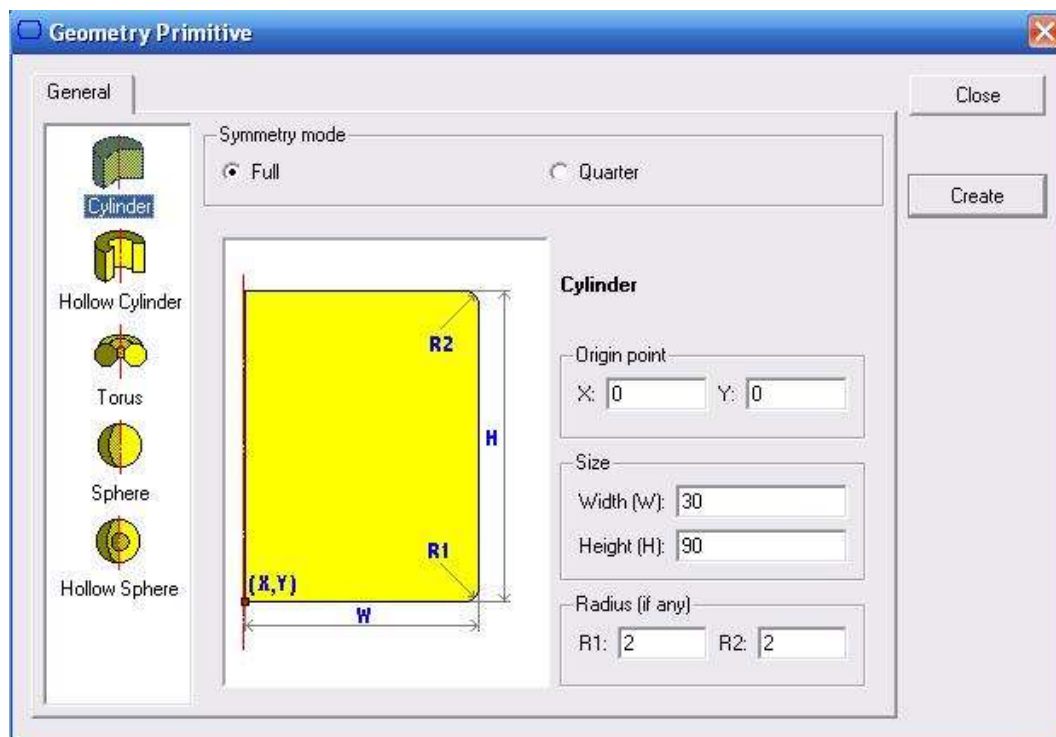 Geometry Primitive
General
Close
Create
Cylinder
Hollow Cylinder
Torus
Sphere
Hollow Sphere
Symmetry mode
Full
Quarter
R2
H
R1
(X,Y)
W
Cylinder
Origin point
X: 0 Y: 0
Size
Width (W): 30
Height (H): 90
Radius (if any)
R1: 2 R2: 2